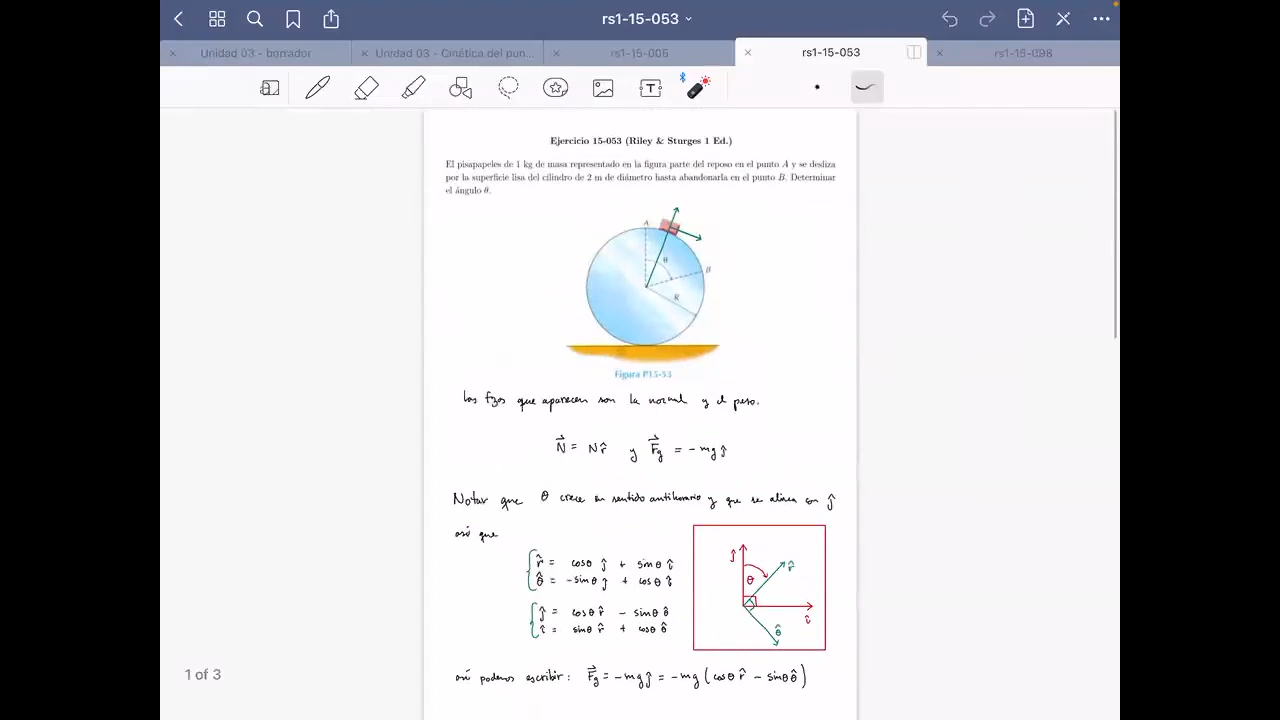 rs1-15-053
Unidad 03 - borrador
Unidad 03 - Cinética del pun...
rs1-15-005
rs1-15-053
rs1-15-098
T
Ejercicio 15-053 (Riley & Sturges 1 Ed.)
El pisapapeles de 1 kg de masa representado en la figura parte del reposo en el punto A y se desliza
por la superficie lisa del cilindro de 2 m de diámetro hasta abandonarla en el punto B. Determinar
el ángulo θ.
A
θ
B
R
Figura P15-53
Las fzas que aparecen son la normal y el peso.
N⃗ = N r̂ y F⃗g = -mg ĵ
Notar que θ crece en sentido antihorario y que se alinea con ĵ
así que
r̂ = cosθ ĵ + sinθ î
θ̂ = -sinθ ĵ + cosθ î
ĵ = cosθ r̂ - sinθ θ̂
î = sinθ r̂ + cosθ θ̂
ĵ
r̂
θ
î
θ̂
así podemos escribir: F⃗g = -mg ĵ = -mg (cosθ r̂ - sinθ θ̂)
1 of 3